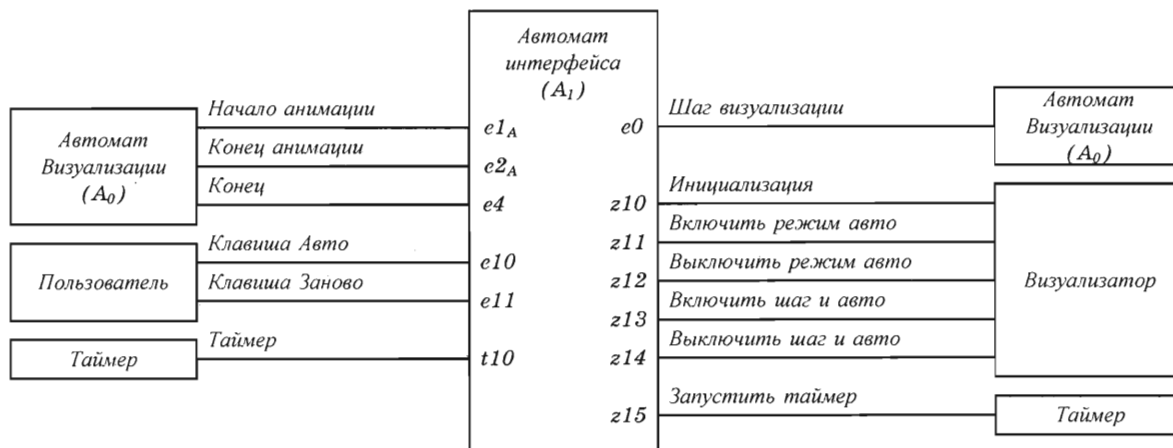 Автомат
интерфейса
(A₁)
Автомат
Визуализации
(A₀)
Начало анимации
e1_A
Конец анимации
e2_A
Конец
e4
Пользователь
Клавиша Авто
e10
Клавиша Заново
e11
Таймер
Таймер
t10
e0
Шаг визуализации
Автомат
Визуализации
(A₀)
z10
Инициализация
z11
Включить режим авто
z12
Выключить режим авто
z13
Включить шаг и авто
z14
Выключить шаг и авто
Визуализатор
z15
Запустить таймер
Таймер